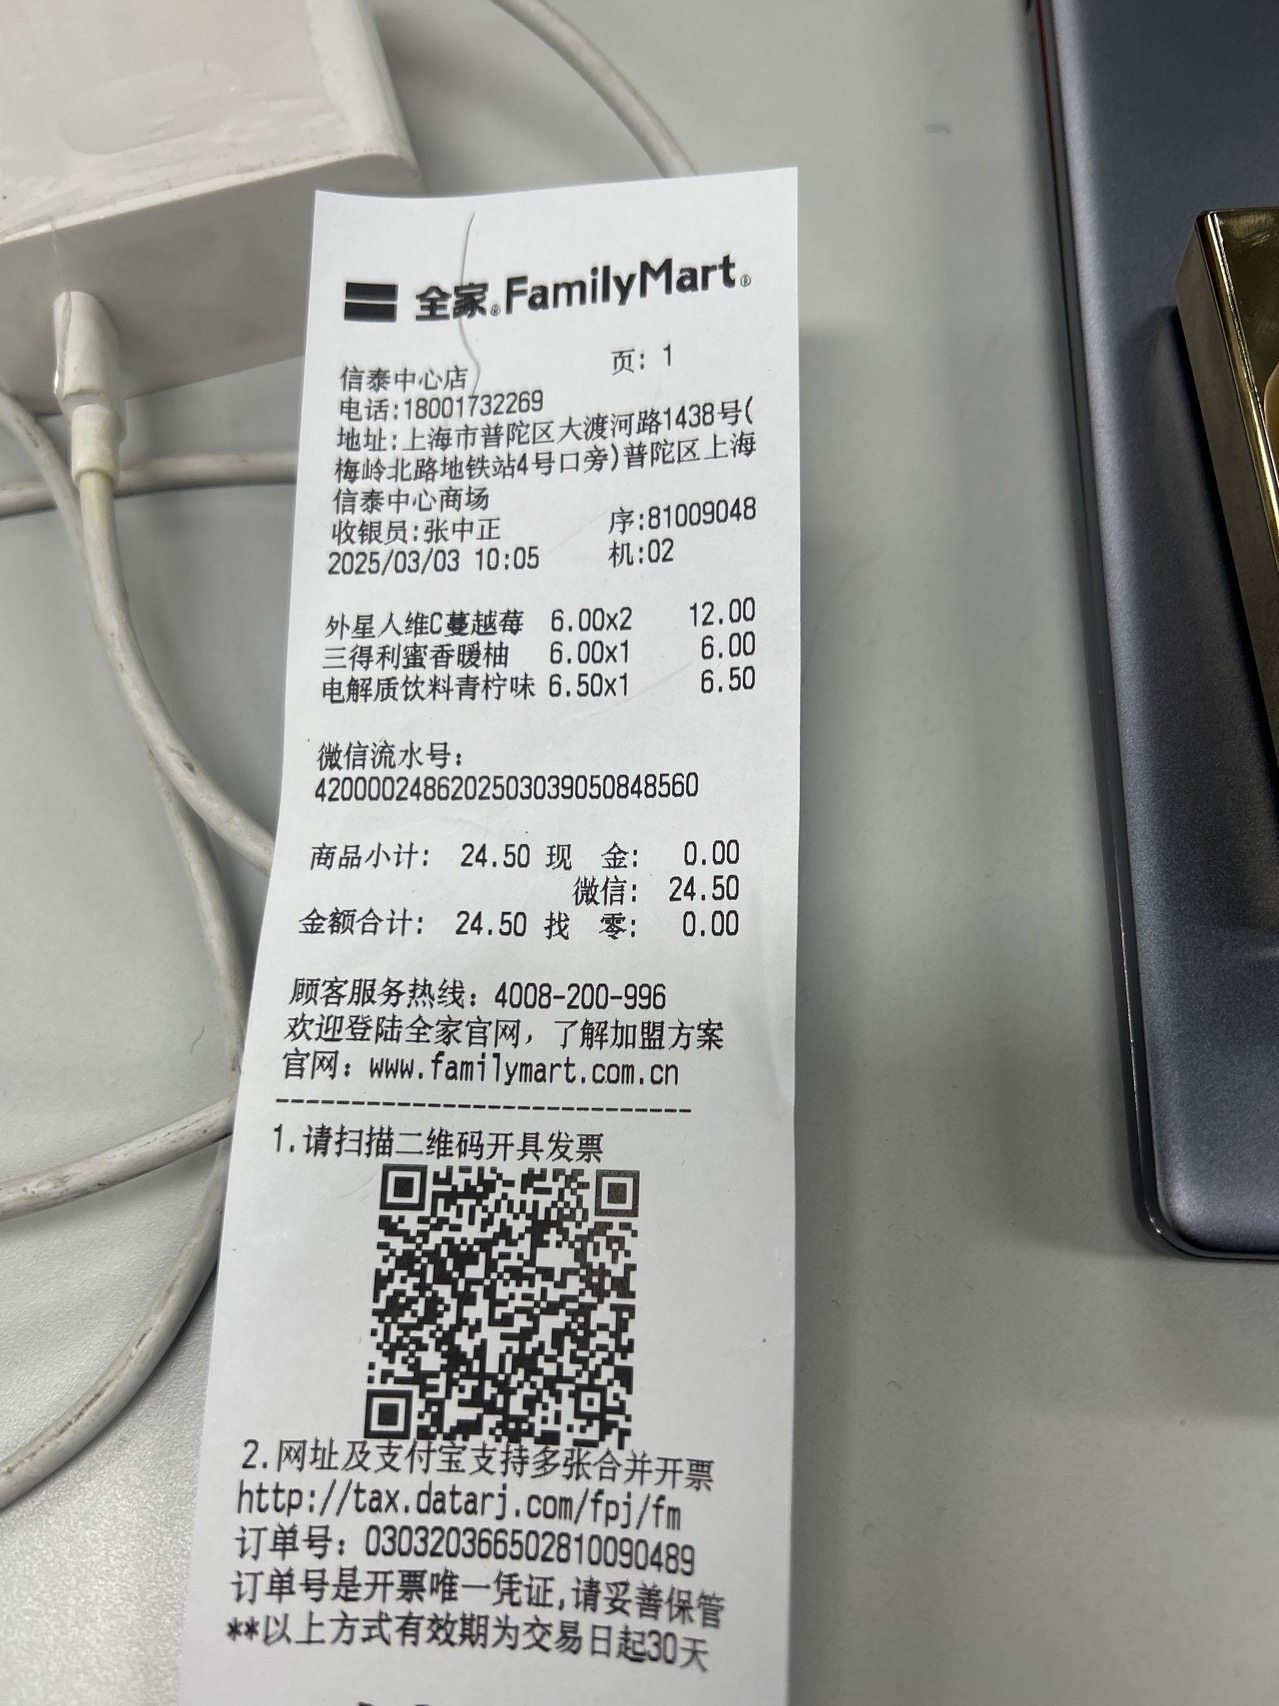 全家®FamilyMart®
信泰中心店 页: 1
电话:18001732269
地址:上海市普陀区大渡河路1438号(
梅岭北路地铁站4号口旁)普陀区上海
信泰中心商场
收银员:张中正 序:81009048
2025/03/03 10:05 机:02
外星人维C蔓越莓 6.00x2 12.00
三得利蜜香暖柚 6.00x1 6.00
电解质饮料青柠味 6.50x1 6.50
微信流水号:
4200002486202503039050848560
商品小计: 24.50 现 金: 0.00
微信: 24.50
金额合计: 24.50 找 零: 0.00
顾客服务热线: 4008-200-996
欢迎登陆全家官网, 了解加盟方案
官网: www.familymart.com.cn
1.请扫描二维码开具发票
2.网址及支付宝支持多张合并开票
http://tax.datarj.com/fpj/fm
订单号: 0303203665028100904​89
订单号是开票唯一凭证,请妥善保管
**以上方式有效期为交易日起30天